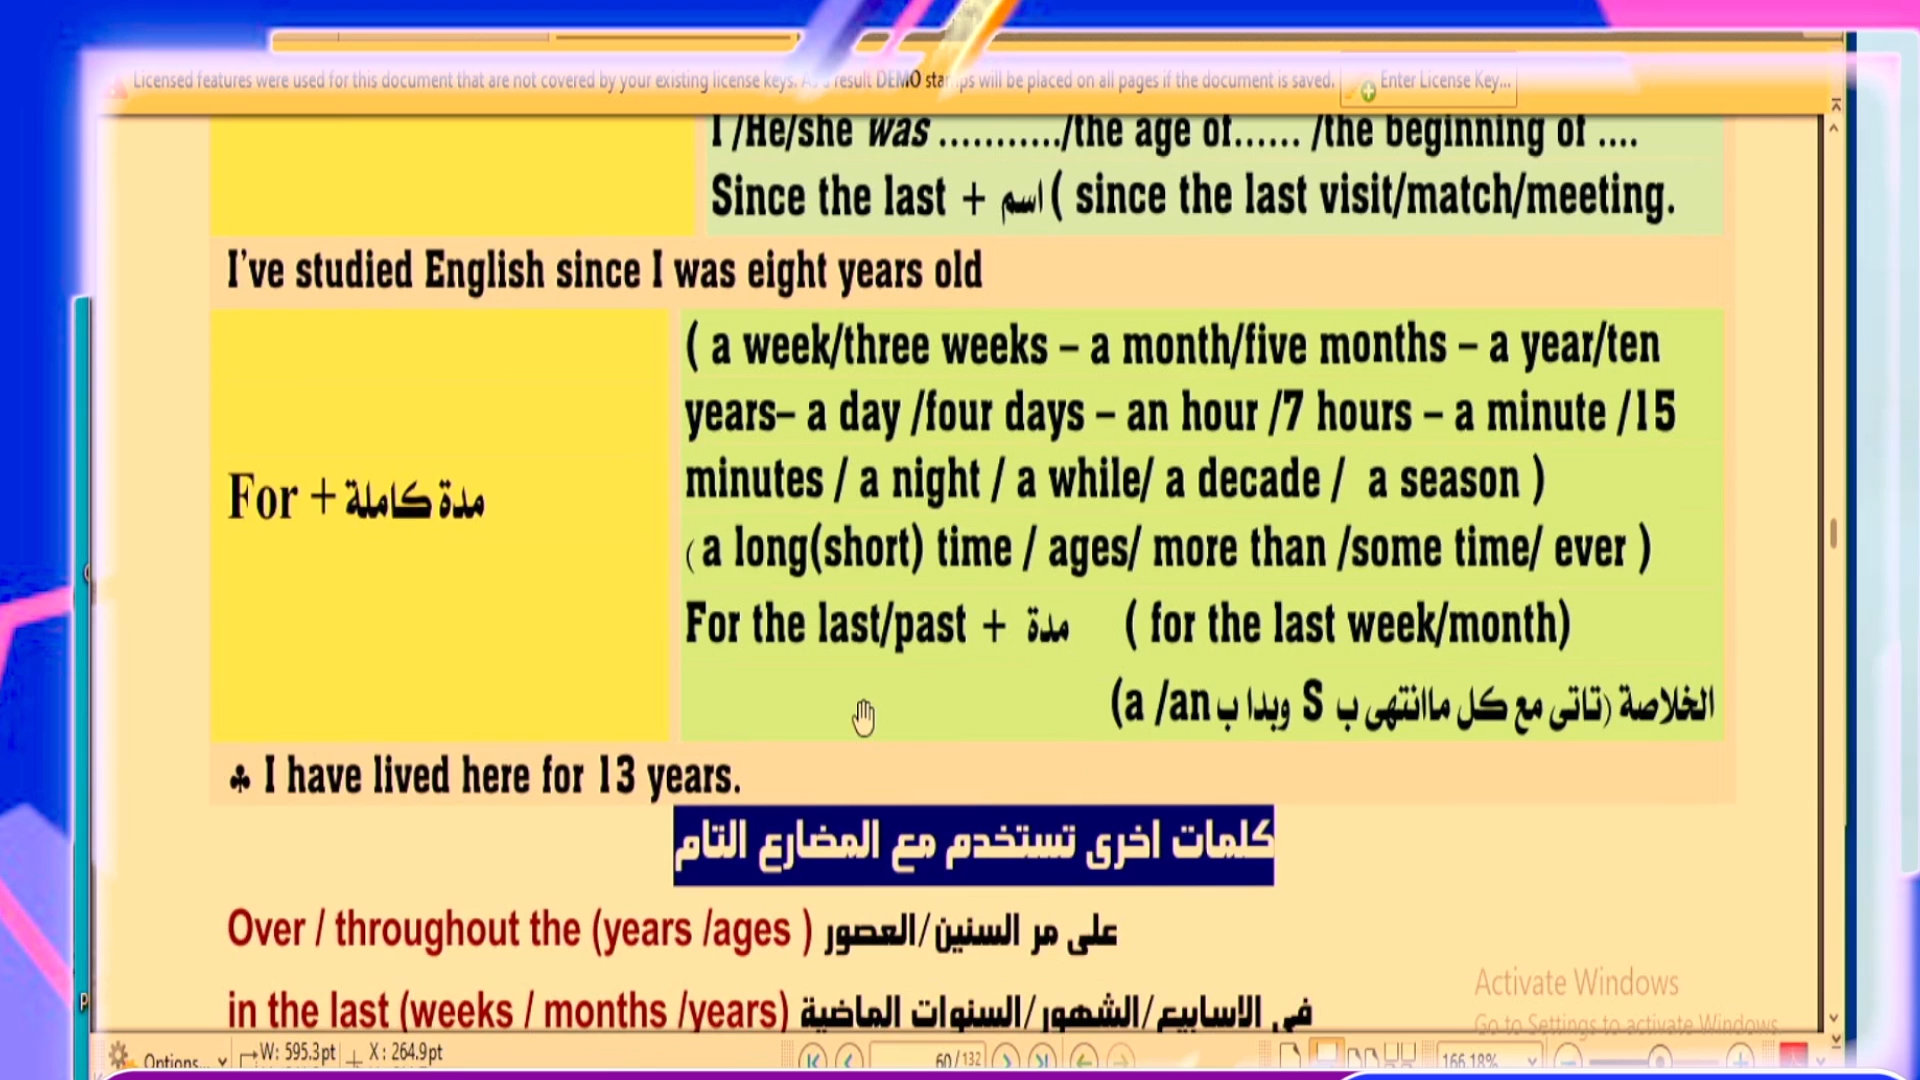 Licensed features were used for this document that are not covered by your existing license keys. As a result DEMO stamps will be placed on all pages if the document is saved. Enter License Key...
I /He/she was .........../the age of...... /the beginning of ....
Since the last + اسم ( since the last visit/match/meeting.
I've studied English since I was eight years old
For + مدة كاملة
( a week/three weeks – a month/five months – a year/ten
years– a day /four days – an hour /7 hours – a minute /15
minutes / a night / a while/ a decade / a season )
( a long(short) time / ages/ more than /some time/ ever )
For the last/past + مدة ( for the last week/month)
الخلاصة (تاتى مع كل ماانتهى ب S وبدا ب a /an)
♣ I have lived here for 13 years.
كلمات اخرى تستخدم مع المضارع التام
Over / throughout the (years /ages ) على مر السنين/العصور
in the last (weeks / months /years) فى الاسابيع/الشهور/السنوات الماضية
Activate Windows
Go to Settings to activate Windows.
Options... W: 595.3pt X: 264.9pt 60/132 166.18%